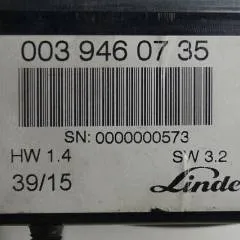 003 946 07 35
SN: 0000000573
HW 1.4 SW 3.2
39/15 Linde